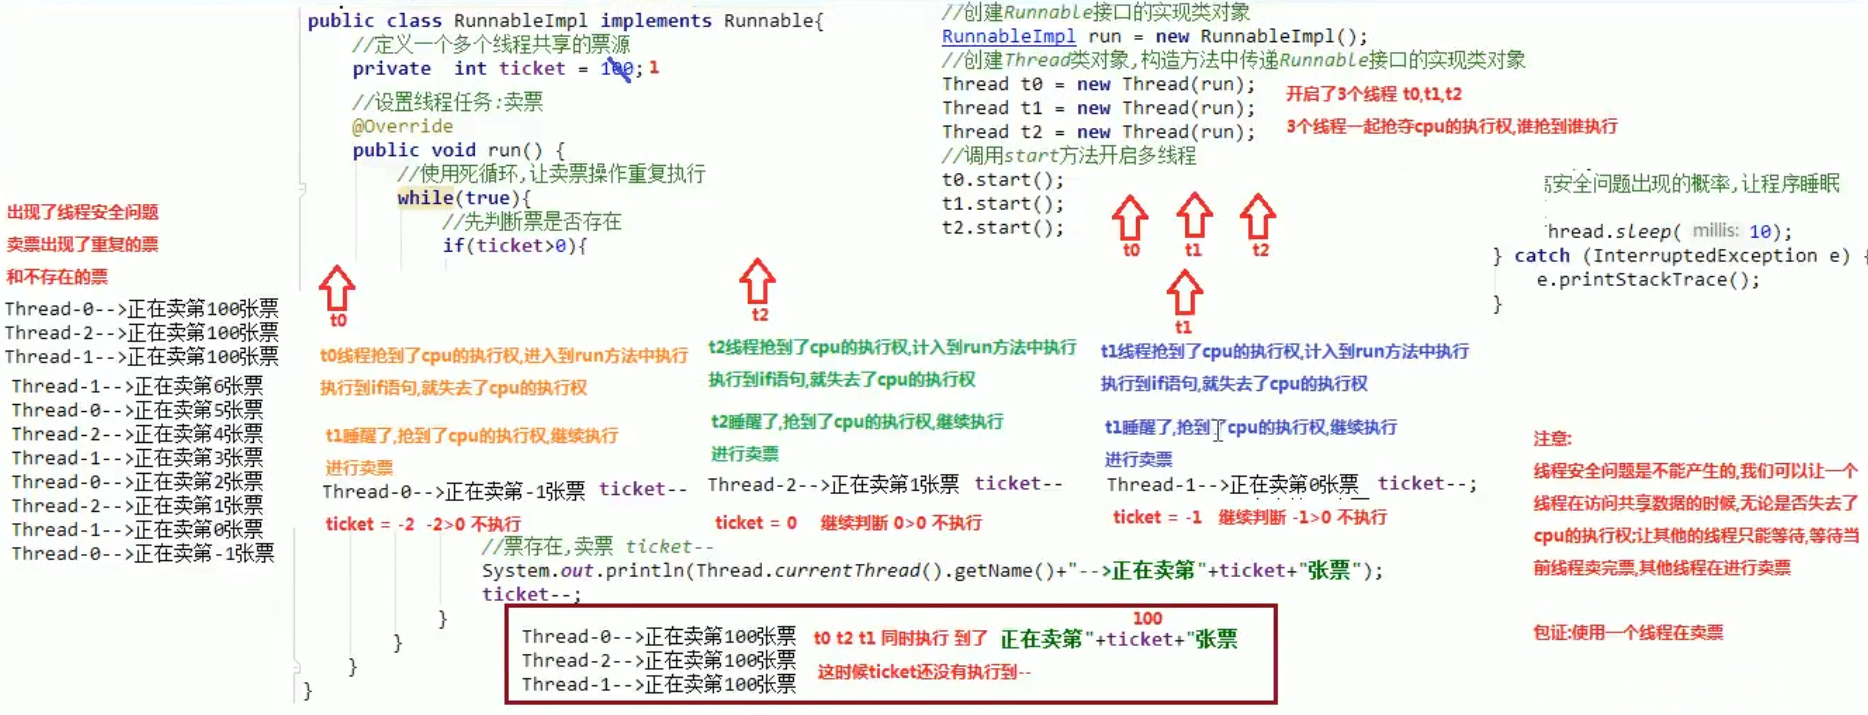 public class RunnableImpl implements Runnable{
//定义一个多个线程共享的票源
private int ticket = 100; 1
//设置线程任务:卖票
@Override
public void run() {
//使用死循环,让卖票操作重复执行
while(true){
//先判断票是否存在
if(ticket>0){
//创建Runnable接口的实现类对象
RunnableImpl run = new RunnableImpl();
//创建Thread类对象,构造方法中传递Runnable接口的实现类对象
Thread t0 = new Thread(run);
Thread t1 = new Thread(run);
Thread t2 = new Thread(run);
//调用start方法开启多线程
t0.start();
t1.start();
t2.start();
开启了3个线程 t0,t1,t2
3个线程一起抢夺cpu的执行权,谁抢到谁执行
t0
t1
t2
高安全问题出现的概率,让程序睡眠
hread.sleep( millis: 10);
} catch (InterruptedException e) {
e.printStackTrace();
}
出现了线程安全问题
卖票出现了重复的票
和不存在的票
Thread-0-->正在卖第100张票
Thread-2-->正在卖第100张票
Thread-1-->正在卖第100张票
Thread-1-->正在卖第6张票
Thread-0-->正在卖第5张票
Thread-2-->正在卖第4张票
Thread-1-->正在卖第3张票
Thread-0-->正在卖第2张票
Thread-2-->正在卖第1张票
Thread-1-->正在卖第0张票
Thread-0-->正在卖第-1张票
t0
t0线程抢到了cpu的执行权,进入到run方法中执行
执行到if语句,就失去了cpu的执行权
t1睡醒了,抢到了cpu的执行权,继续执行
进行卖票
Thread-0-->正在卖第-1张票 ticket--
ticket = -2 -2>0 不执行
t2
t2线程抢到了cpu的执行权,计入到run方法中执行
执行到if语句,就失去了cpu的执行权
t2睡醒了,抢到了cpu的执行权,继续执行
进行卖票
Thread-2-->正在卖第1张票 ticket--
ticket = 0 继续判断 0>0 不执行
t1
t1线程抢到了cpu的执行权,计入到run方法中执行
执行到if语句,就失去了cpu的执行权
t1睡醒了,抢到了cpu的执行权,继续执行
进行卖票
Thread-1-->正在卖第0张票 ticket--;
ticket = -1 继续判断 -1>0 不执行
//票存在,卖票 ticket--
System.out.println(Thread.currentThread().getName()+"-->正在卖第"+ticket+"张票");
ticket--;
}
}
}
}
Thread-0-->正在卖第100张票
Thread-2-->正在卖第100张票
Thread-1-->正在卖第100张票
100
t0 t2 t1 同时执行 到了 正在卖第"+ticket+"张票
这时候ticket还没有执行到--
注意:
线程安全问题是不能产生的,我们可以让一个
线程在访问共享数据的时候,无论是否失去了
cpu的执行权;让其他的线程只能等待,等待当
前线程卖完票,其他线程在进行卖票
包证:使用一个线程在卖票